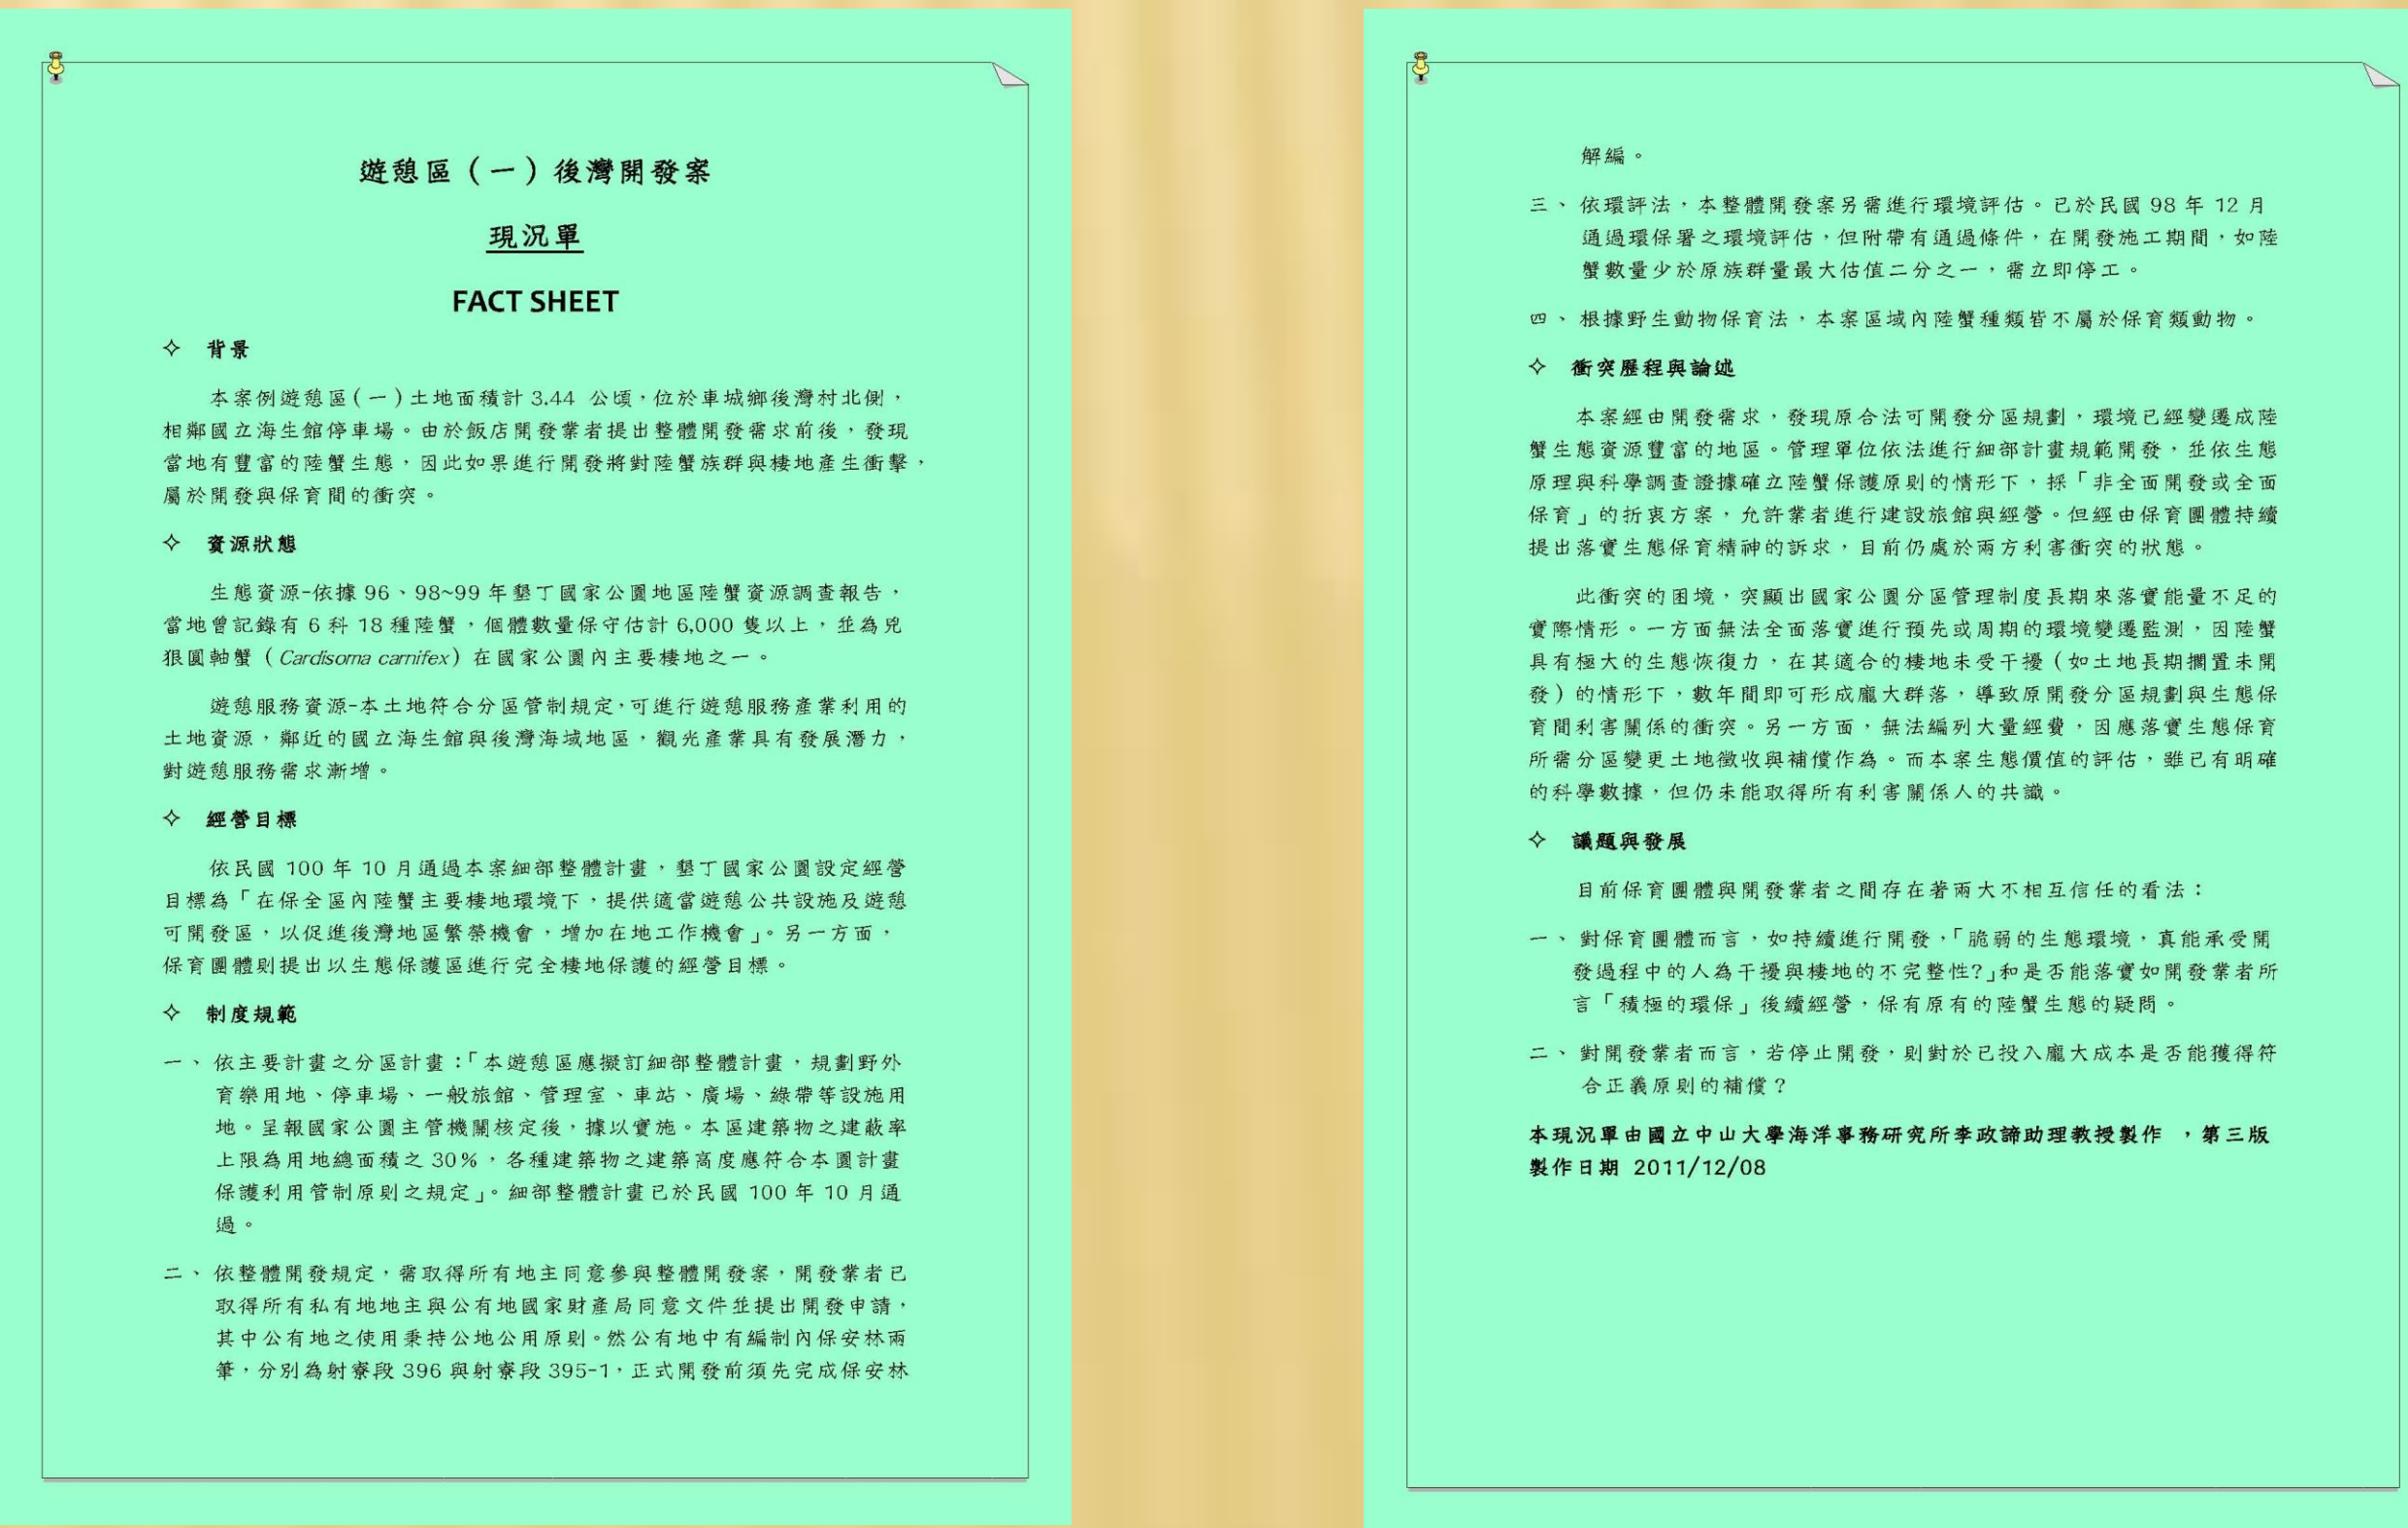 遊憩區（一）後灣開發案
現況單
FACT SHEET
✧ 背景
本案例遊憩區(一)土地面積計 3.44 公頃，位於車城鄉後灣村北側，
相鄰國立海生館停車場。由於飯店開發業者提出整體開發需求前後，發現
當地有豐富的陸蟹生態，因此如果進行開發將對陸蟹族群與棲地產生衝擊，
屬於開發與保育間的衝突。
✧ 資源狀態
生態資源-依據 96、98~99 年墾丁國家公園地區陸蟹資源調查報告，
當地曾記錄有 6 科 18 種陸蟹，個體數量保守估計 6,000 隻以上，並為兇
狠圓軸蟹（Cardisoma carnifex）在國家公園內主要棲地之一。
遊憩服務資源-本土地符合分區管制規定，可進行遊憩服務產業利用的
土地資源，鄰近的國立海生館與後灣海域地區，觀光產業具有發展潛力，
對遊憩服務需求漸增。
✧ 經營目標
依民國 100 年 10 月通過本案細部整體計畫，墾丁國家公園設定經營
目標為「在保全區內陸蟹主要棲地環境下，提供適當遊憩公共設施及遊憩
可開發區，以促進後灣地區繁榮機會，增加在地工作機會」。另一方面，
保育團體則提出以生態保護區進行完全棲地保護的經營目標。
✧ 制度規範
一、依主要計畫之分區計畫：「本遊憩區應擬訂細部整體計畫，規劃野外
育樂用地、停車場、一般旅館、管理室、車站、廣場、綠帶等設施用
地。呈報國家公園主管機關核定後，據以實施。本區建築物之建蔽率
上限為用地總面積之 30%，各種建築物之建築高度應符合本園計畫
保護利用管制原則之規定」。細部整體計畫已於民國 100 年 10 月通
過。
二、依整體開發規定，需取得所有地主同意參與整體開發案，開發業者已
取得所有私有地地主與公有地國家財產局同意文件並提出開發申請，
其中公有地之使用秉持公地公用原則。然公有地中有編制內保安林兩
筆，分別為射寮段 396 與射寮段 395-1，正式開發前須先完成保安林
解編。
三、依環評法，本整體開發案另需進行環境評估。已於民國 98 年 12 月
通過環保署之環境評估，但附帶有通過條件，在開發施工期間，如陸
蟹數量少於原族群量最大估值二分之一，需立即停工。
四、根據野生動物保育法，本案區域內陸蟹種類皆不屬於保育類動物。
✧ 衝突歷程與論述
本案經由開發需求，發現原合法可開發分區規劃，環境已經變遷成陸
蟹生態資源豐富的地區。管理單位依法進行細部計畫規範開發，並依生態
原理與科學調查證據確立陸蟹保護原則的情形下，採「非全面開發或全面
保育」的折衷方案，允許業者進行建設旅館與經營。但經由保育團體持續
提出落實生態保育精神的訴求，目前仍處於兩方利害衝突的狀態。
此衝突的困境，突顯出國家公園分區管理制度長期來落實能量不足的
實際情形。一方面無法全面落實進行預先或周期的環境變遷監測，因陸蟹
具有極大的生態恢復力，在其適合的棲地未受干擾（如土地長期擱置未開
發）的情形下，數年間即可形成龐大群落，導致原開發分區規劃與生態保
育間利害關係的衝突。另一方面，無法編列大量經費，因應落實生態保育
所需分區變更土地徵收與補償作為。而本案生態價值的評估，雖已有明確
的科學數據，但仍未能取得所有利害關係人的共識。
✧ 議題與發展
目前保育團體與開發業者之間存在著兩大不相互信任的看法：
一、對保育團體而言，如持續進行開發，「脆弱的生態環境，真能承受開
發過程中的人為干擾與棲地的不完整性?」和是否能落實如開發業者所
言「積極的環保」後續經營，保有原有的陸蟹生態的疑問。
二、對開發業者而言，若停止開發，則對於已投入龐大成本是否能獲得符
合正義原則的補償？
本現況單由國立中山大學海洋事務研究所李政諦助理教授製作 ，第三版
製作日期 2011/12/08